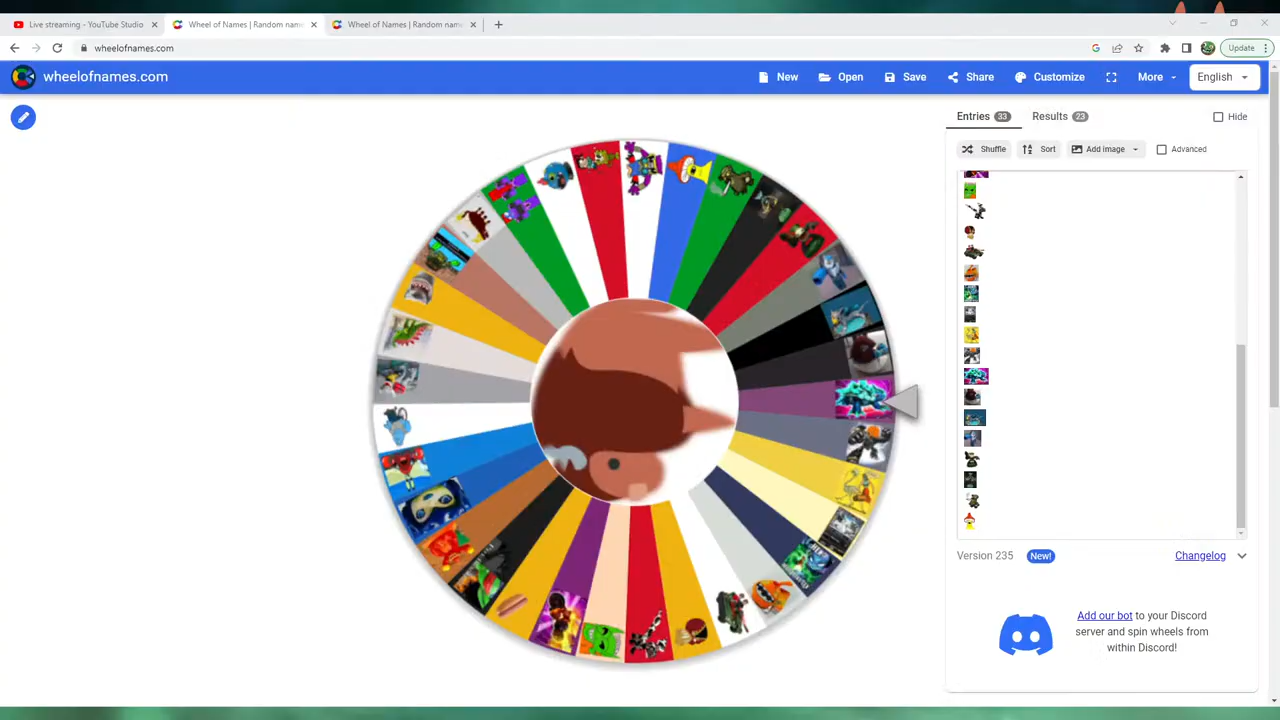 Live streaming - YouTube Studio
Wheel of Names | Random name
Wheel of Names | Random name
wheelofnames.com
Update
wheelofnames.com
New
Open
Save
Share
Customize
More
English
Entries 33
Results 23
Hide
Shuffle
Sort
Add image
Advanced
Version 235
New!
Changelog
Add our bot to your Discord
server and spin wheels from
within Discord!